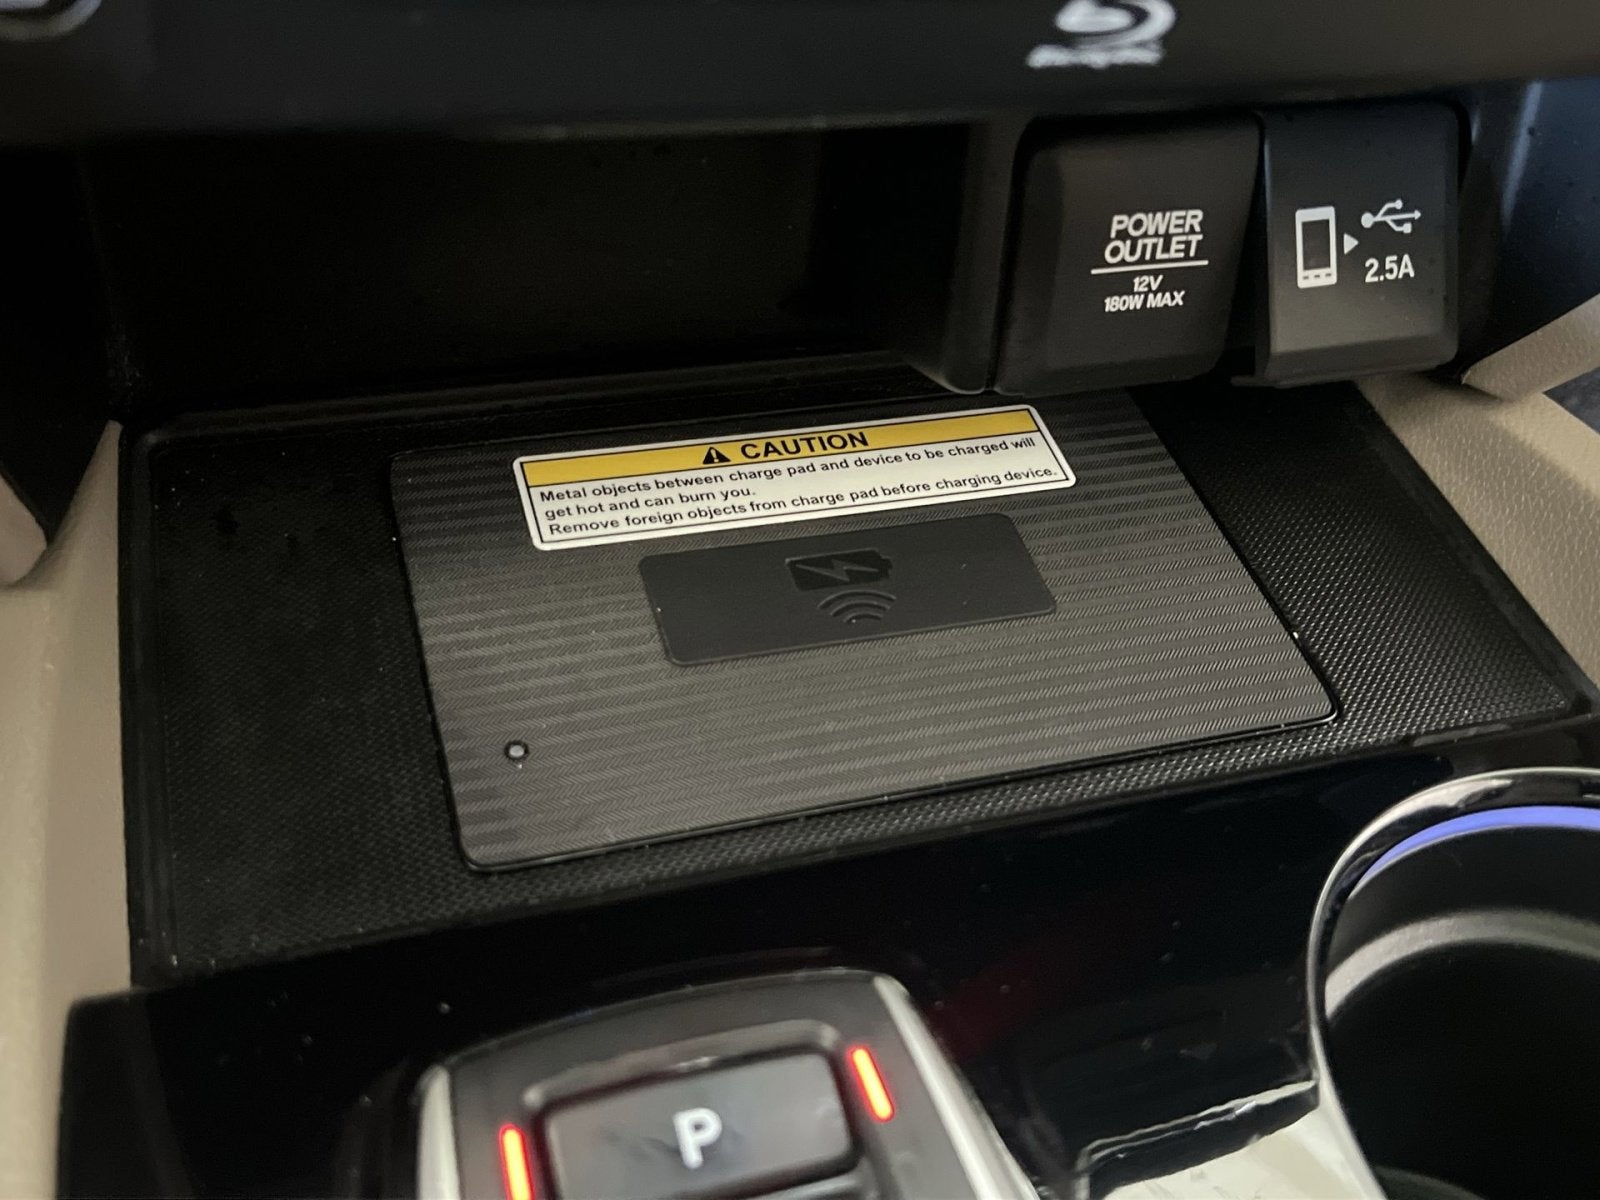 POWER
OUTLET
12V
180W MAX
2.5A
CAUTION
Metal objects between charge pad and device to be charged will
get hot and can burn you.
Remove foreign objects from charge pad before charging device.
P